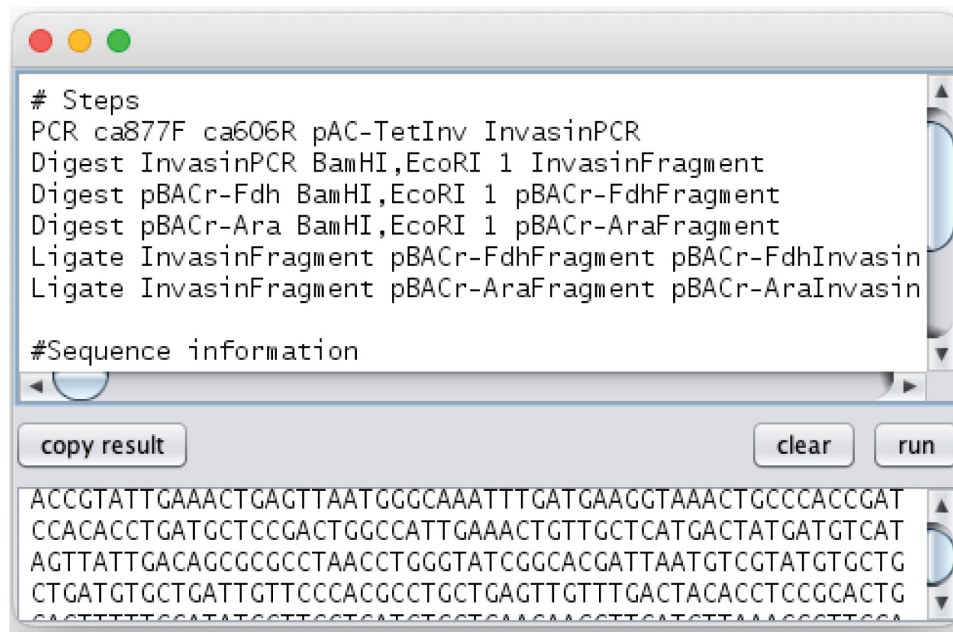 # Steps
PCR ca877F ca606R pAC-TetInv InvasinPCR
Digest InvasinPCR BamHI,EcoRI 1 InvasinFragment
Digest pBACr-Fdh BamHI,EcoRI 1 pBACr-FdhFragment
Digest pBACr-Ara BamHI,EcoRI 1 pBACr-AraFragment
Ligate InvasinFragment pBACr-FdhFragment pBACr-FdhInvasin
Ligate InvasinFragment pBACr-AraFragment pBACr-AraInvasin
#Sequence information
copy result
clear
run
ACCGTATTGAAACTGAGTTAATGGGCAAATTTGATGAAGGTAAACTGCCCACCGAT
CCACACCTGATGCTCCGACTGGCCATTGAAACTGTTGCTCATGACTATGATGTCAT
AGTTATTGACAGCGCGCCTAACCTGGGTATCGGCACGATTAATGTCGTATGTGCTG
CTGATGTGCTGATTGTTCCCACGCCTGCTGAGTTGTTTGACTACACCTCCGCACTG